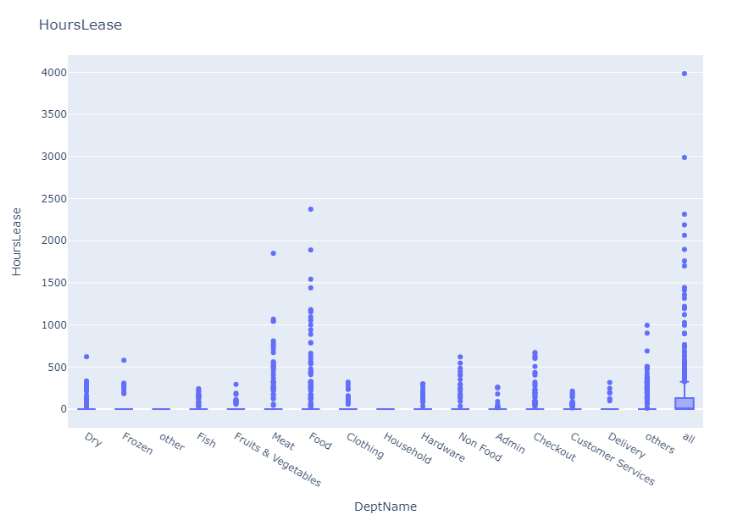 HoursLease
4000
3500
3000
2500
2000
1500
1000
500
0
HoursLease
Dry
Frozen
other
Fish
Fruits & Vegetables
Meat
Food
Clothing
Household
Hardware
Non Food
Admin
Checkout
Customer Services
Delivery
others
all
DeptName